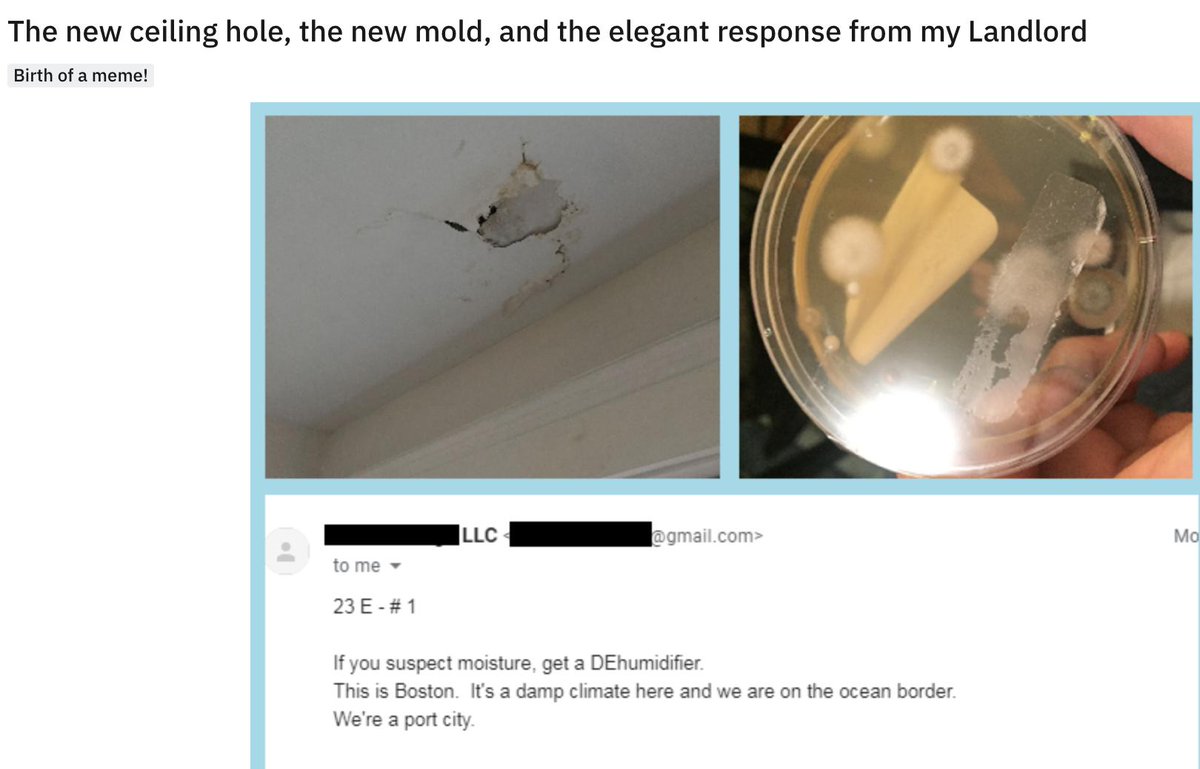 The new ceiling hole, the new mold, and the elegant response from my Landlord
Birth of a meme!
LLC <
@gmail.com>
Mo
to me
23 E - # 1
If you suspect moisture, get a DEhumidifier.
This is Boston.  It's a damp climate here and we are on the ocean border.
We're a port city.